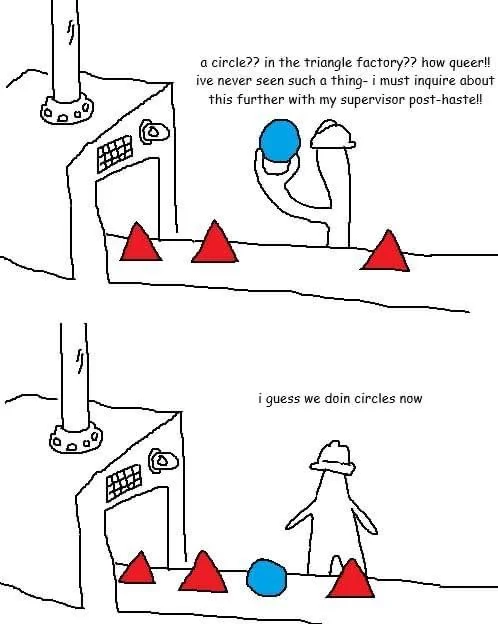 a circle?? in the triangle factory?? how queer!!
ive never seen such a thing- i must inquire about
this further with my supervisor post-haste!!
i guess we doin circles now